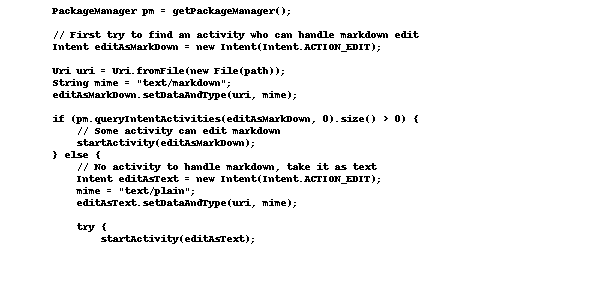 PackageManager pm = getPackageManager();

// First try to find an activity who can handle markdown edit
Intent editAsMarkDown = new Intent(Intent.ACTION_EDIT);

Uri uri = Uri.fromFile(new File(path));
String mime = "text/markdown";
editAsMarkDown.setDataAndType(uri, mime);

if (pm.queryIntentActivities(editAsMarkDown, 0).size() > 0) {
    // Some activity can edit markdown
    startActivity(editAsMarkDown);
} else {
    // No activity to handle markdown, take it as text
    Intent editAsText = new Intent(Intent.ACTION_EDIT);
    mime = "text/plain";
    editAsText.setDataAndType(uri, mime);

    try {
        startActivity(editAsText);